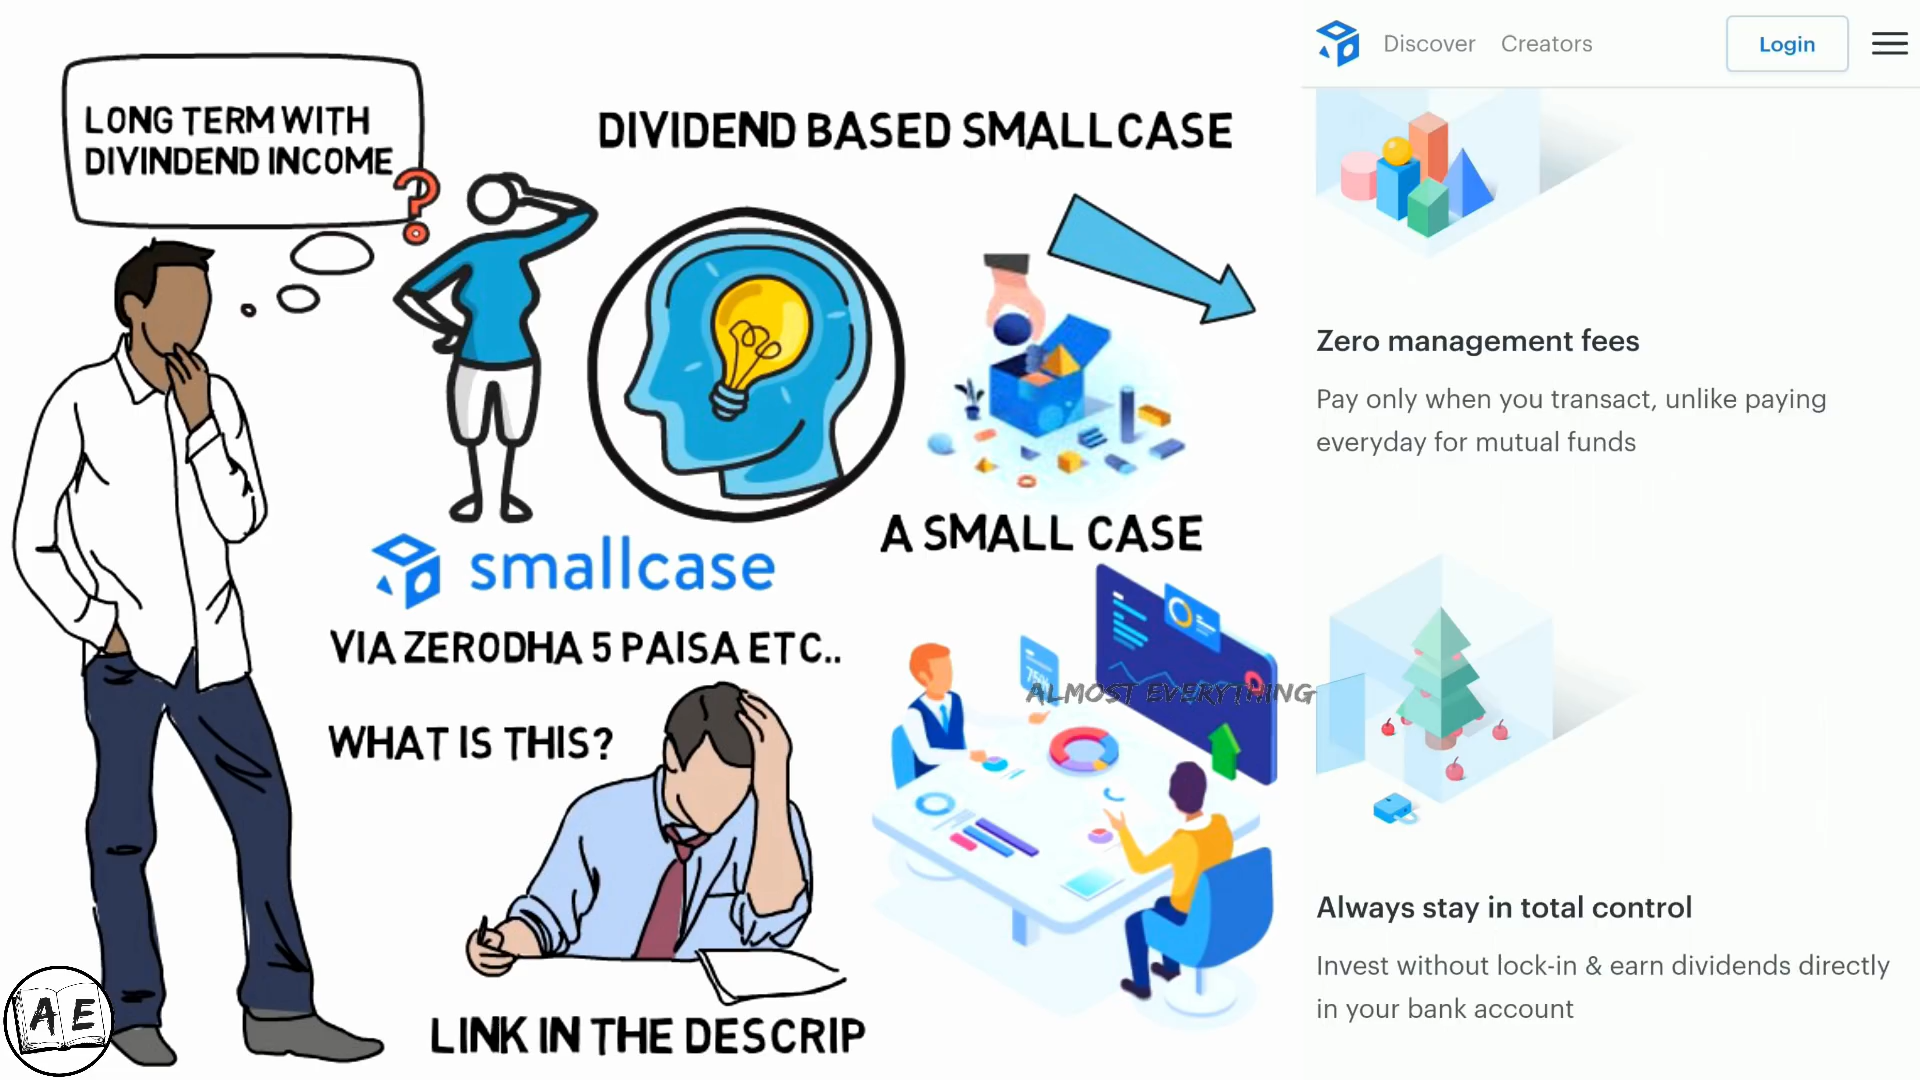 LONG TERM WITH
DIVINDEND INCOME
?
DIVIDEND BASED SMALLCASE
A SMALL CASE
smallcase
VIA ZERODHA 5 PAISA ETC..
WHAT IS THIS?
75%
ALMOST EVERYTHING
LINK IN THE DESCRIP
AE
Discover Creators Login
Zero management fees
Pay only when you transact, unlike paying
everyday for mutual funds
Always stay in total control
Invest without lock-in & earn dividends directly
in your bank account